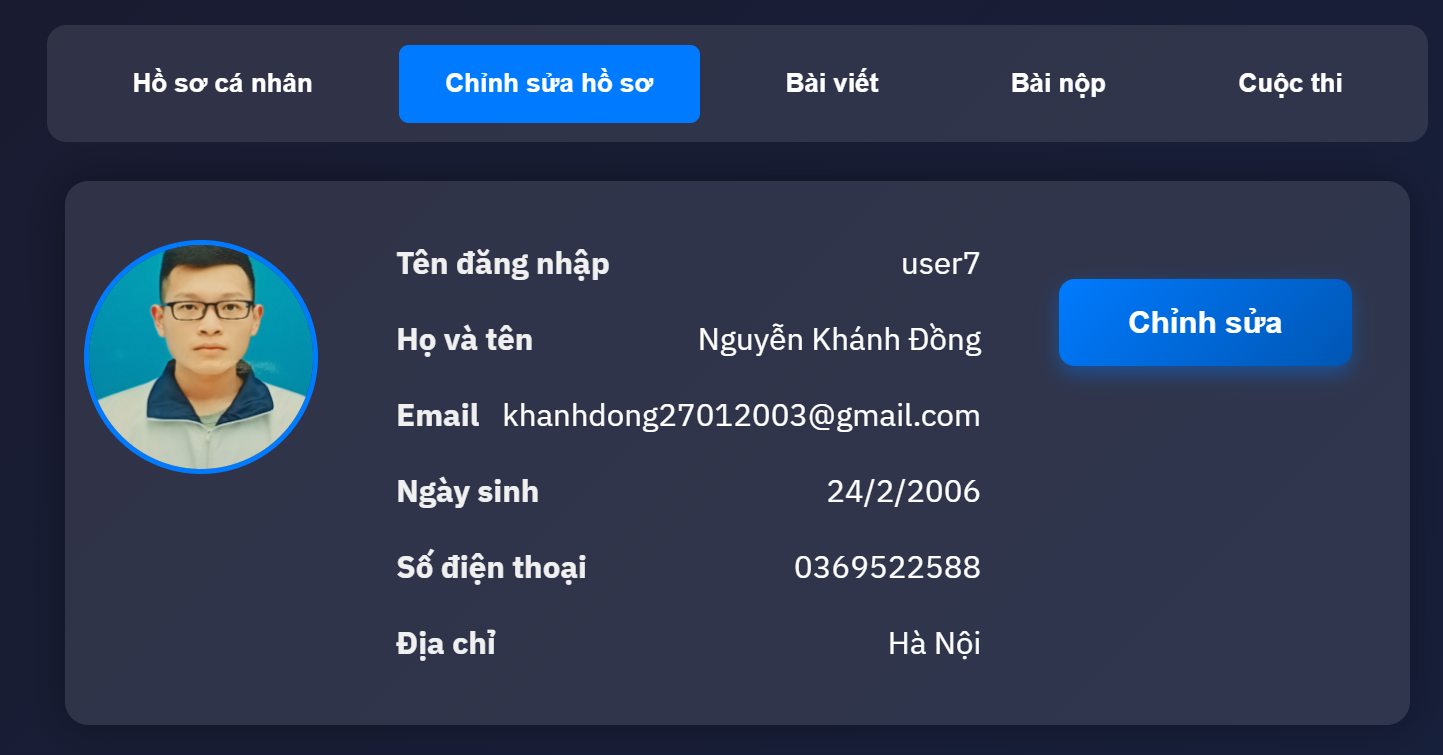 Hồ sơ cá nhân Chỉnh sửa hồ sơ Bài viết Bài nộp Cuộc thi
Tên đăng nhập user7
Chỉnh sửa
Họ và tên Nguyễn Khánh Đồng
Email khanhdong27012003@gmail.com
Ngày sinh 24/2/2006
Số điện thoại 0369522588
Địa chỉ Hà Nội